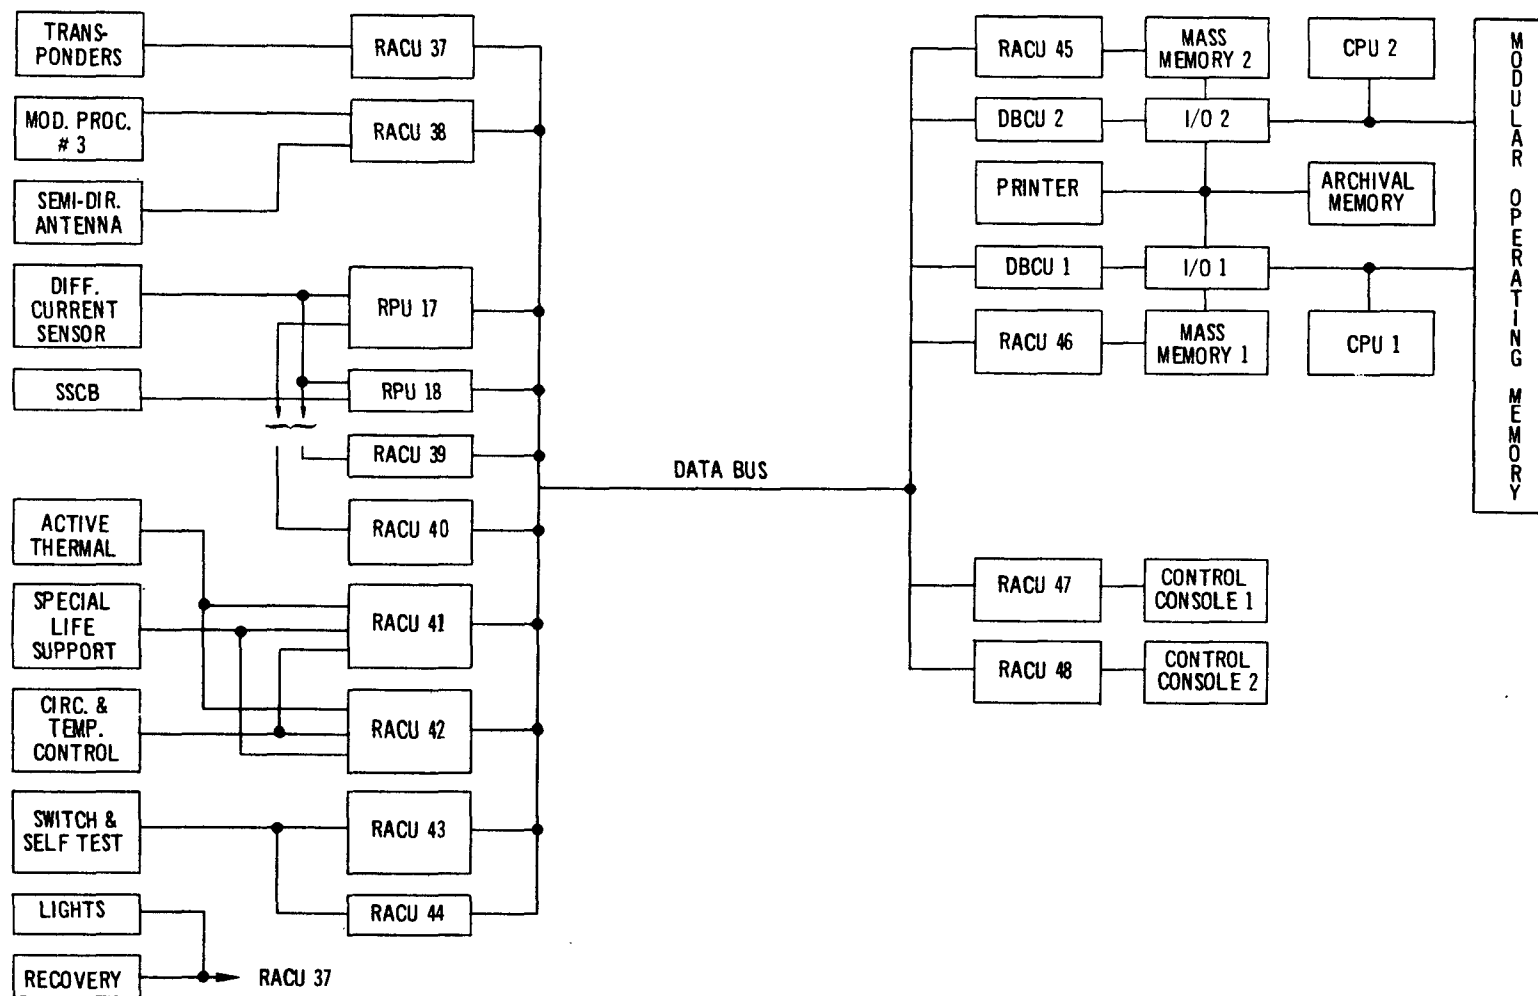 TRANS-
PONDERS
RACU 37
MOD. PROC.
# 3
RACU 38
SEMI-DIR.
ANTENNA
DIFF.
CURRENT
SENSOR
RPU 17
SSCB
RPU 18
RACU 39
ACTIVE
THERMAL
RACU 40
SPECIAL
LIFE
SUPPORT
RACU 41
CIRC. &
TEMP.
CONTROL
RACU 42
SWITCH &
SELF TEST
RACU 43
LIGHTS
RACU 44
RECOVERY
RACU 37
DATA BUS
RACU 45
MASS
MEMORY 2
CPU 2
DBCU 2
I/O 2
PRINTER
ARCHIVAL
MEMORY
DBCU 1
I/O 1
RACU 46
MASS
MEMORY 1
CPU 1
MODULAR OPERATING MEMORY
RACU 47
CONTROL
CONSOLE 1
RACU 48
CONTROL
CONSOLE 2